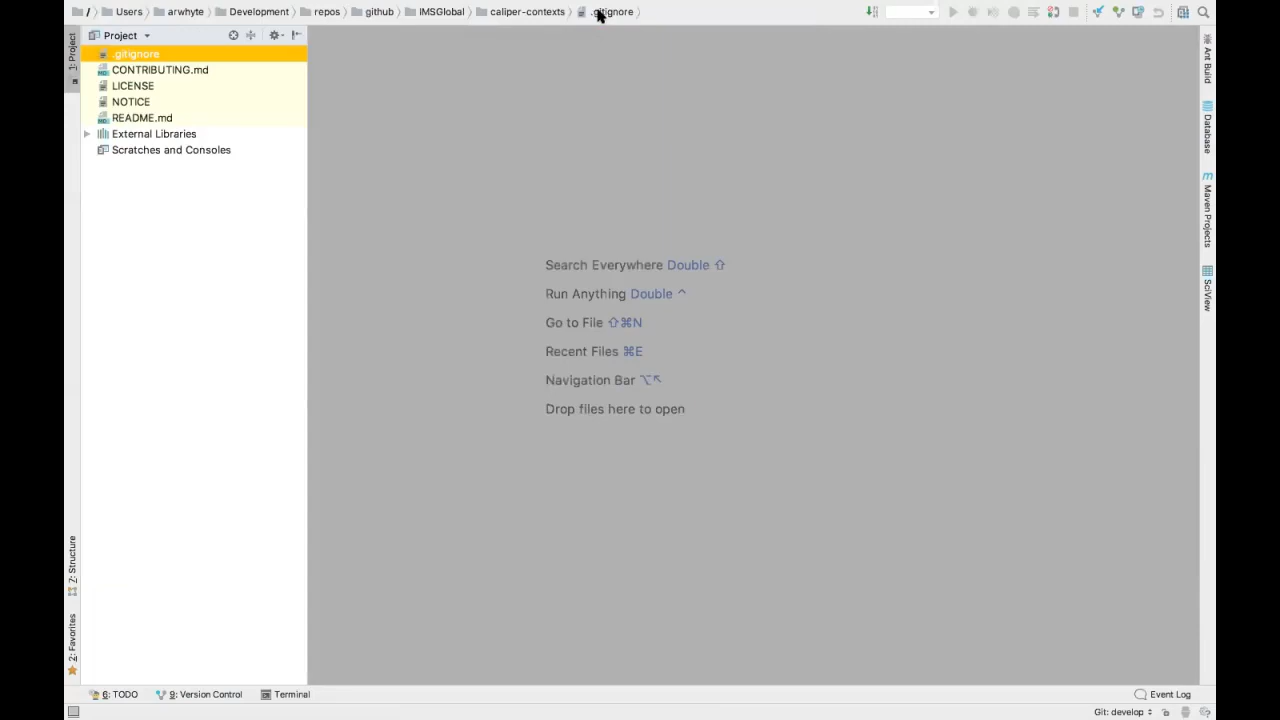 / Users arwhyte Development repos github IMSGlobal caliper-contexts .gitignore
1: Project
Project
.gitignore
CONTRIBUTING.md
LICENSE
NOTICE
README.md
External Libraries
Scratches and Consoles
Search Everywhere Double ⇧
Run Anything Double ^
Go to File ⇧⌘N
Recent Files ⌘E
Navigation Bar ⌥↖
Drop files here to open
Ant Build
Database
Maven Projects
SciView
7: Structure
2: Favorites
6: TODO 9: Version Control Terminal Event Log
Git: develop